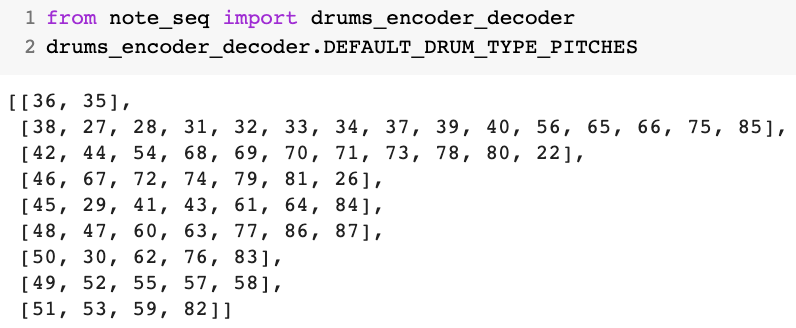 1 from note_seq import drums_encoder_decoder
2 drums_encoder_decoder.DEFAULT_DRUM_TYPE_PITCHES
[[36, 35],
[38, 27, 28, 31, 32, 33, 34, 37, 39, 40, 56, 65, 66, 75, 85],
[42, 44, 54, 68, 69, 70, 71, 73, 78, 80, 22],
[46, 67, 72, 74, 79, 81, 26],
[45, 29, 41, 43, 61, 64, 84],
[48, 47, 60, 63, 77, 86, 87],
[50, 30, 62, 76, 83],
[49, 52, 55, 57, 58],
[51, 53, 59, 82]]